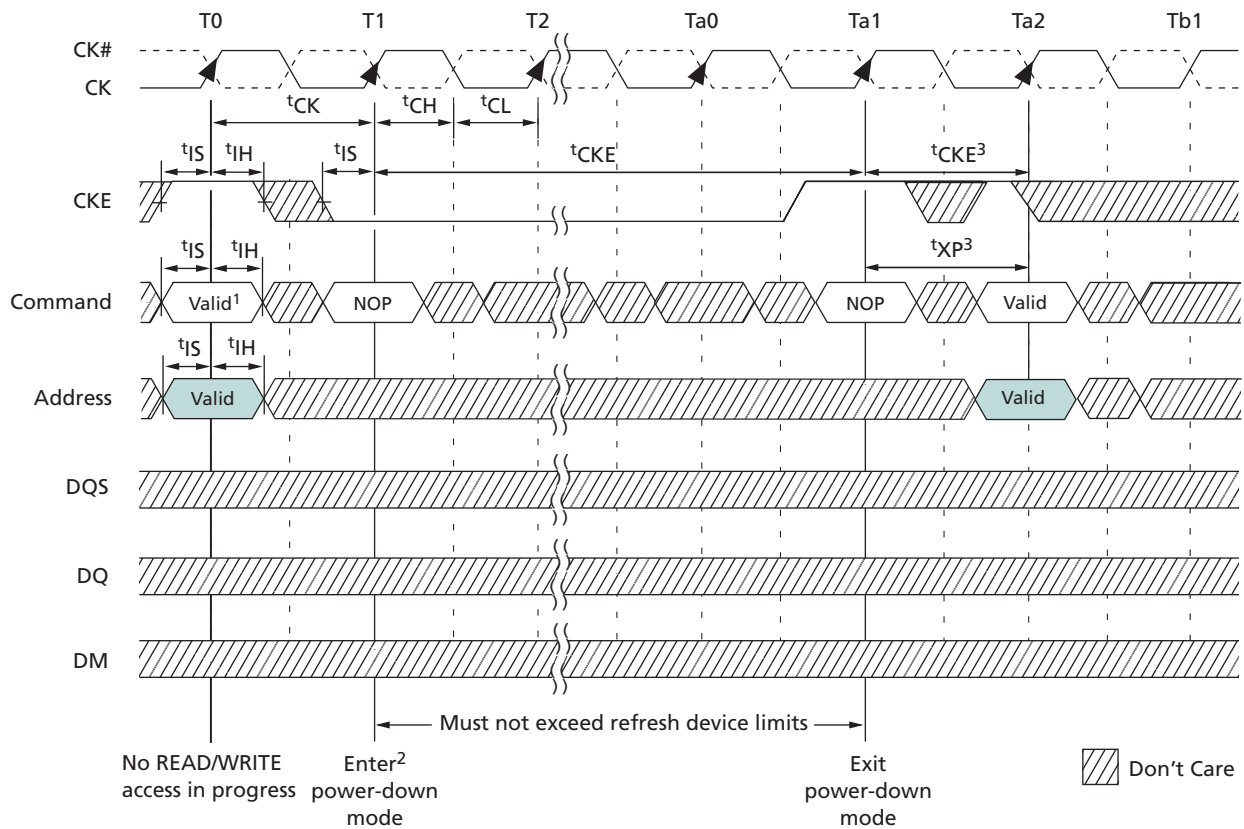 T0 T1 T2 Ta0 Ta1 Ta2 Tb1
CK#
CK
tCK tCH tCL
tIS tIH tIS tCKE tCKE3
CKE
tIS tIH tXP3
Command Valid1 NOP NOP Valid
tIS tIH
Address Valid Valid
DQS
DQ
DM
Must not exceed refresh device limits
No READ/WRITE
access in progress
Enter2
power-down
mode
Exit
power-down
mode
Don't Care